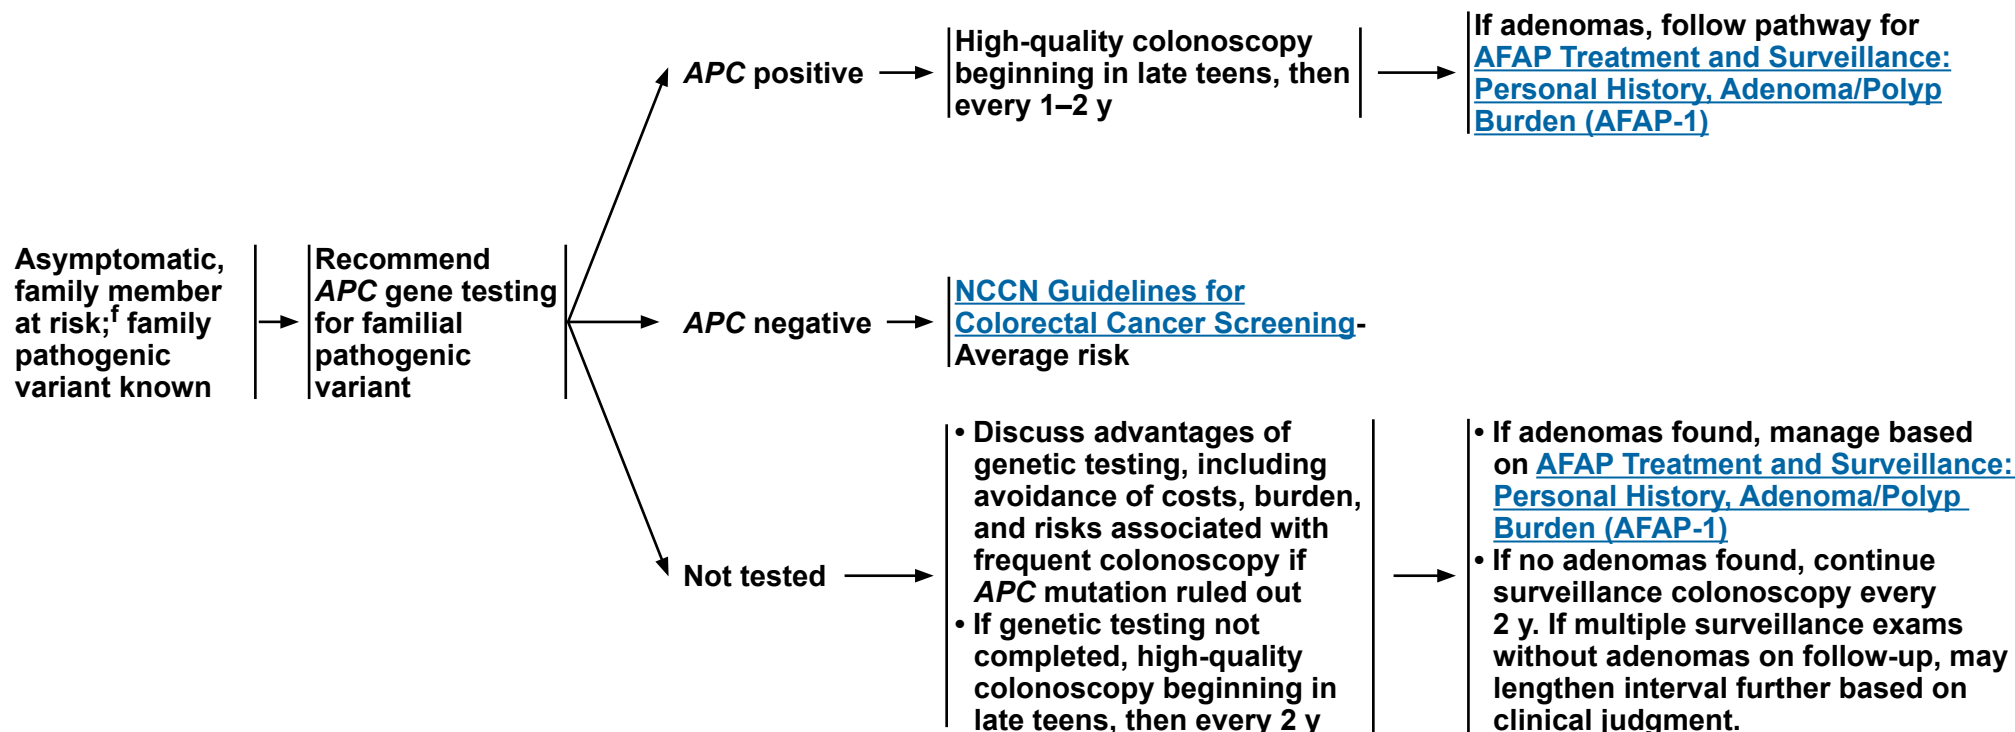 Asymptomatic,
family member
at risk;f family
pathogenic
variant known
Recommend
APC gene testing
for familial
pathogenic
variant
APC positive
High-quality colonoscopy
beginning in late teens, then
every 1–2 y
If adenomas, follow pathway for
AFAP Treatment and Surveillance:
Personal History, Adenoma/Polyp
Burden (AFAP-1)
APC negative
NCCN Guidelines for
Colorectal Cancer Screening-
Average risk
Not tested
• Discuss advantages of
genetic testing, including
avoidance of costs, burden,
and risks associated with
frequent colonoscopy if
APC mutation ruled out
• If genetic testing not
completed, high-quality
colonoscopy beginning in
late teens, then every 2 y
• If adenomas found, manage based
on AFAP Treatment and Surveillance:
Personal History, Adenoma/Polyp
Burden (AFAP-1)
• If no adenomas found, continue
surveillance colonoscopy every
2 y. If multiple surveillance exams
without adenomas on follow-up, may
lengthen interval further based on
clinical judgment.